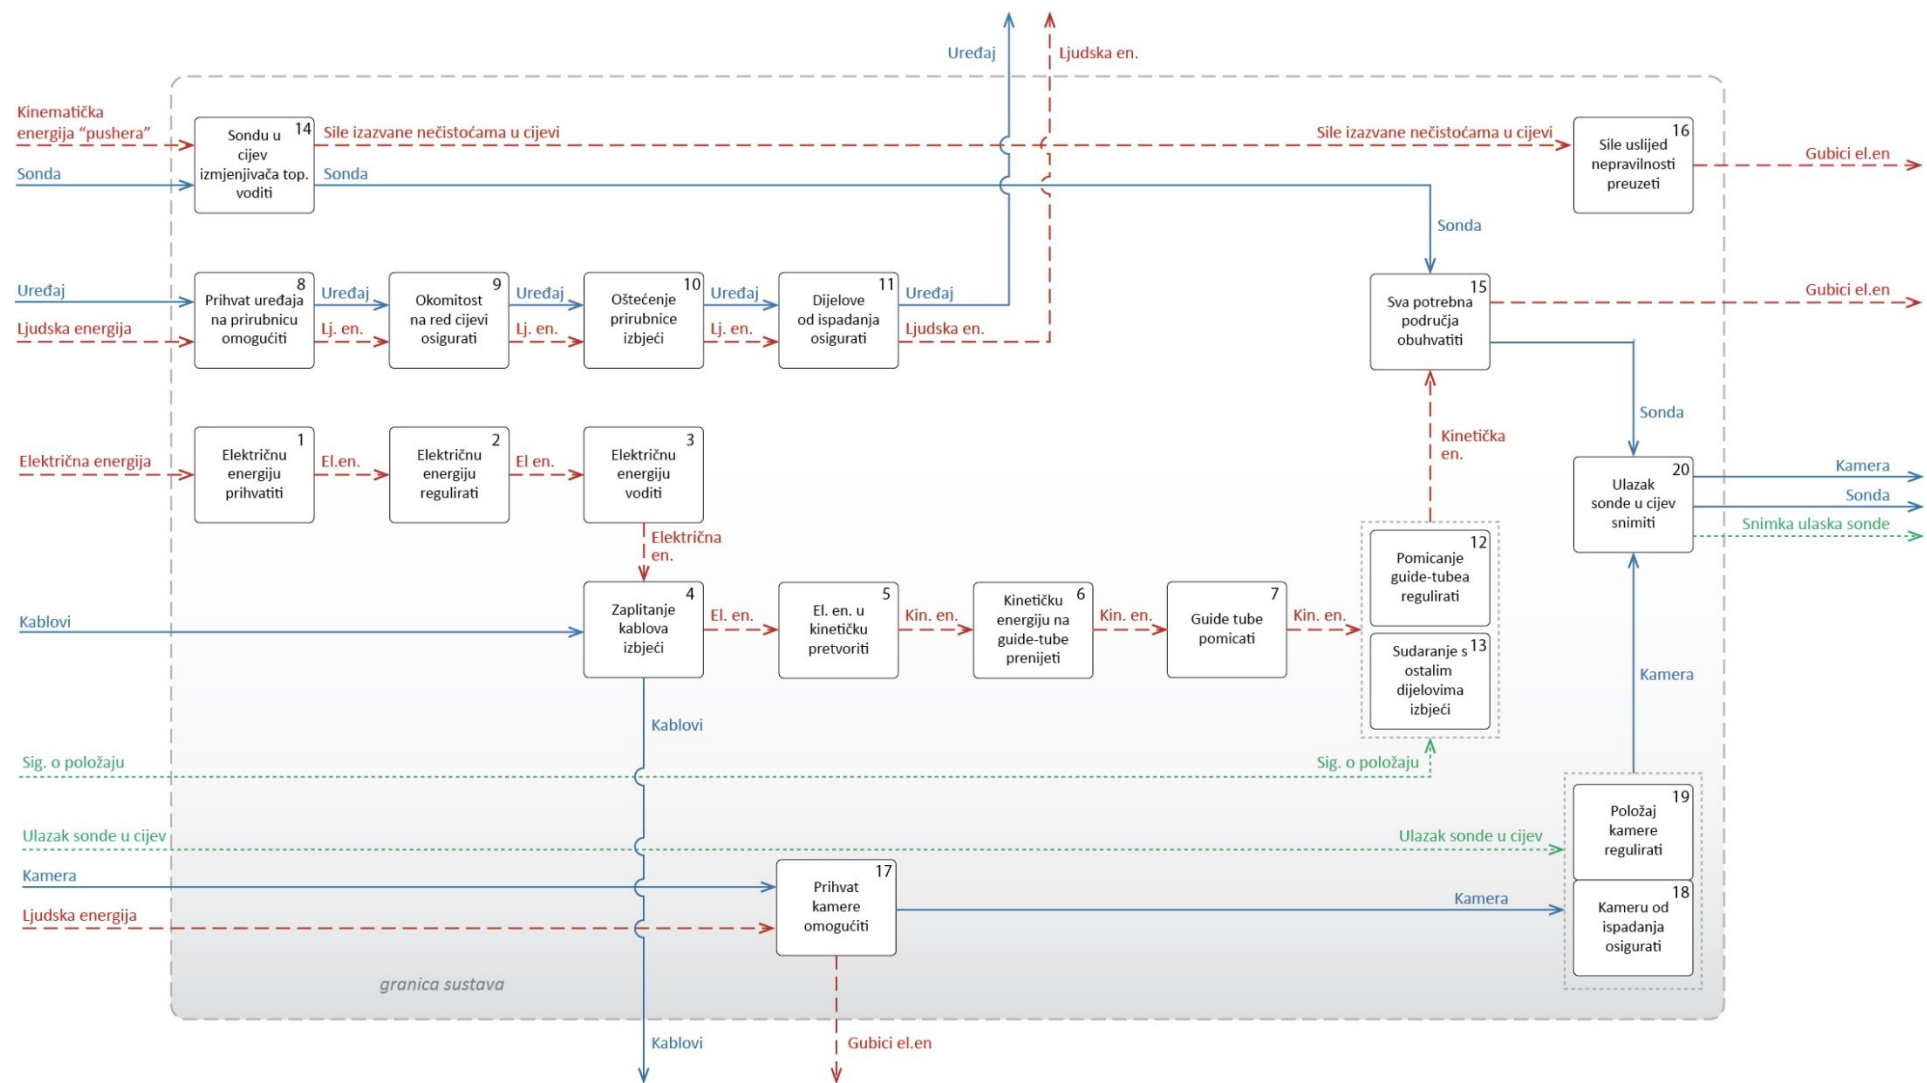 Uređaj
Ljudska en.
Kinematička
energija “pushera”
Sonda
14
Sondu u
cijev
izmjenjivača top.
voditi
Sile izazvane nečistoćama u cijevi
Sonda
Sile izazvane nečistoćama u cijevi
16
Sile uslijed
nepravilnosti
preuzeti
Gubici el.en
Sonda
Uređaj
Ljudska energija
8
Prihvat uređaja
na prirubnicu
omogućiti
Uređaj
Lj. en.
9
Okomitost
na red cijevi
osigurati
Uređaj
Lj. en.
10
Oštećenje
prirubnice
izbjeći
Uređaj
Lj. en.
11
Dijelove
od ispadanja
osigurati
Uređaj
Ljudska en.
15
Sva potrebna
područja
obuhvatiti
Gubici el.en
Sonda
Kinetička
en.
Električna energija
1
Električnu
energiju
prihvatiti
El.en.
2
Električnu
energiju
regulirati
El en.
3
Električnu
energiju
voditi
Električna
en.
20
Ulazak
sonde u cijev
snimiti
Kamera
Sonda
Snimka ulaska sonde
Kablovi
4
Zaplitanje
kablova
izbjeći
El. en.
5
El. en. u
kinetičku
pretvoriti
Kin. en.
6
Kinetičku
energiju na
guide-tube
prenijeti
Kin. en.
7
Guide tube
pomicati
Kin. en.
12
Pomicanje
guide-tubea
regulirati
13
Sudaranje s
ostalim
dijelovima
izbjeći
Kamera
Kablovi
Sig. o položaju
Sig. o položaju
Ulazak sonde u cijev
Ulazak sonde u cijev
19
Položaj
kamere
regulirati
Kamera
Ljudska energija
17
Prihvat
kamere
omogućiti
Kamera
18
Kameru od
ispadanja
osigurati
granica sustava
Kablovi
Gubici el.en